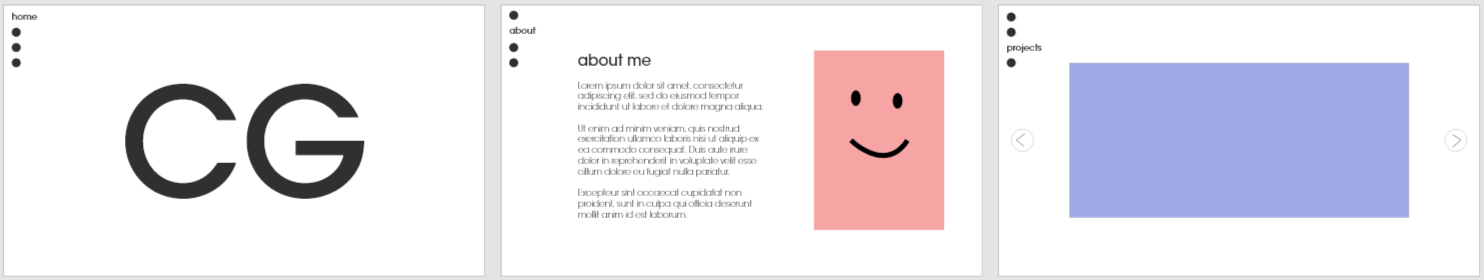 home
CG
about
about me
Lorem ipsum dolor sit amet, consectetur
adipiscing elit, sed do eiusmod tempor
incididunt ut labore et dolore magna aliqua.
Ut enim ad minim veniam, quis nostrud
exercitation ullamco laboris nisi ut aliquip ex
ea commodo consequat. Duis aute irure
dolor in reprehenderit in voluptate velit esse
cillum dolore eu fugiat nulla pariatur.
Excepteur sint occaecat cupidatat non
proident, sunt in culpa qui officia deserunt
mollit anim id est laborum.
projects